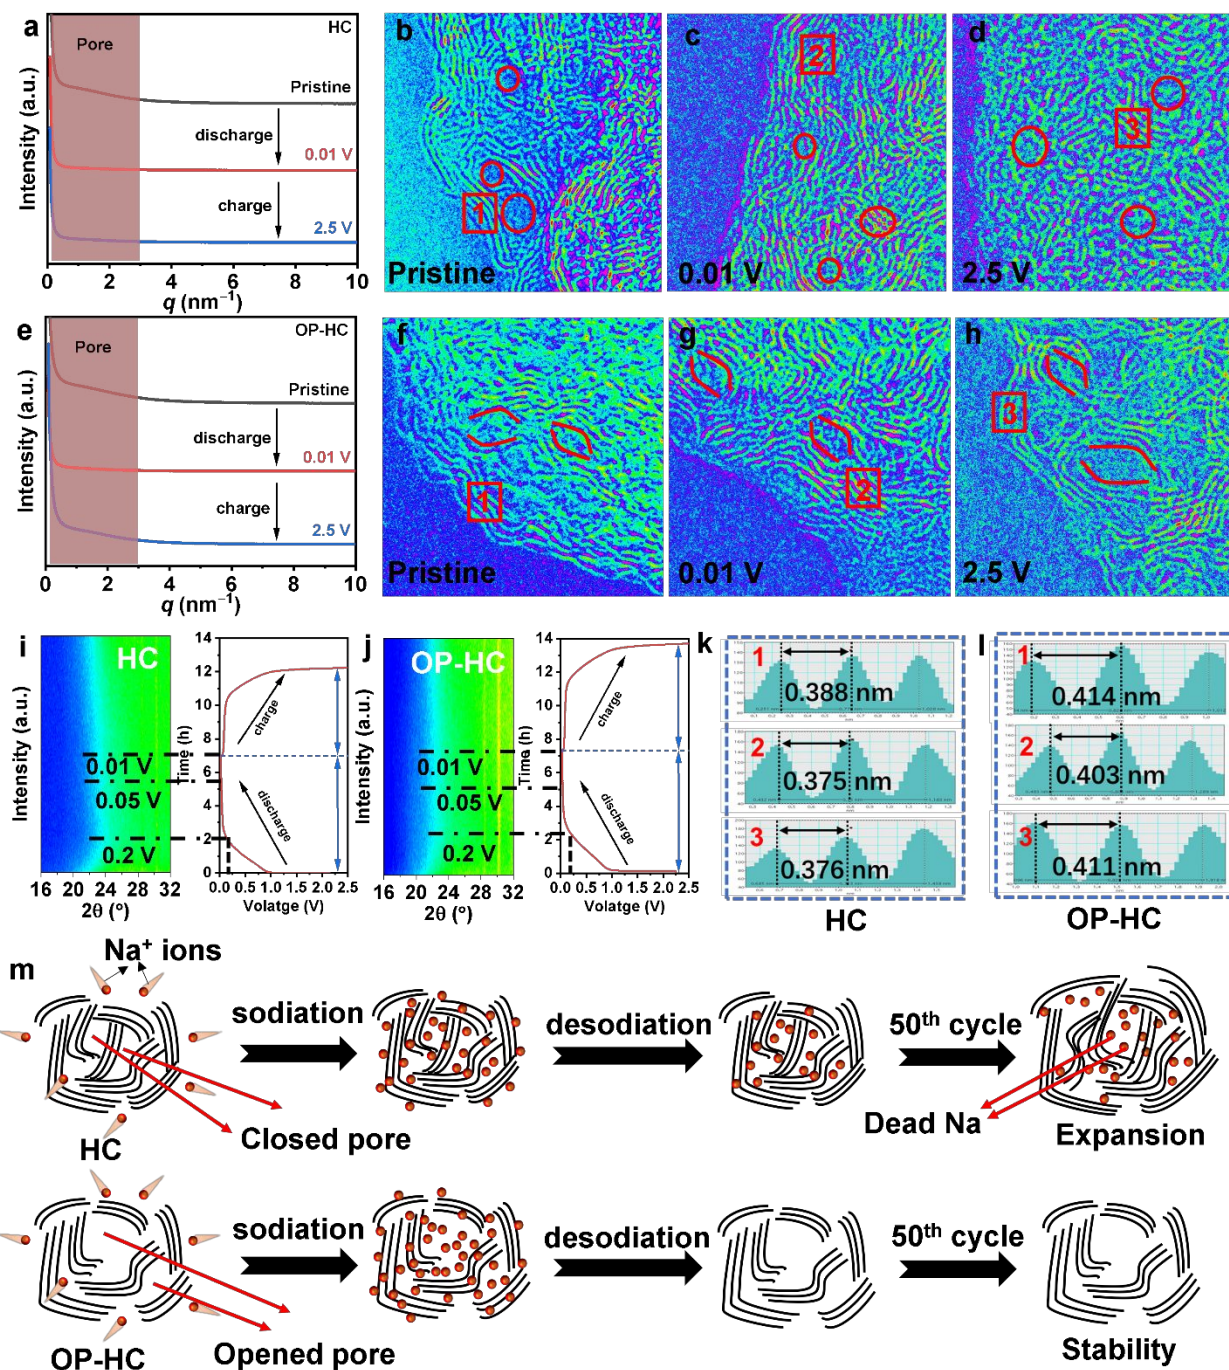 a
HC
Pore
Pristine
discharge
0.01 V
charge
2.5 V
Intensity (a.u.)
0 2 4 6 8 10
q (nm⁻¹)
b
1
Pristine
c
2
0.01 V
d
3
2.5 V
e
OP-HC
Pore
Pristine
discharge
0.01 V
charge
2.5 V
Intensity (a.u.)
0 2 4 6 8 10
q (nm⁻¹)
f
1
Pristine
g
2
0.01 V
h
3
2.5 V
i
HC
0.01 V
0.05 V
0.2 V
Intensity (a.u.)
16 20 24 28 32
2θ (°)
14
12
10
8
6
4
2
0
Time (h)
charge
discharge
0.0 0.5 1.0 1.5 2.0 2.5
Volatge (V)
j
OP-HC
0.01 V
0.05 V
0.2 V
Intensity (a.u.)
16 20 24 28 32
2θ (°)
14
12
10
8
6
4
2
0
Time (h)
charge
discharge
0.0 0.5 1.0 1.5 2.0 2.5
Volatge (V)
k
1
0.388 nm
2
0.375 nm
3
0.376 nm
HC
l
1
0.414 nm
2
0.403 nm
3
0.411 nm
OP-HC
m
Na⁺ ions
sodiation
desodiation
50ᵗʰ cycle
HC
Closed pore
Dead Na
Expansion
sodiation
desodiation
50ᵗʰ cycle
OP-HC
Opened pore
Stability